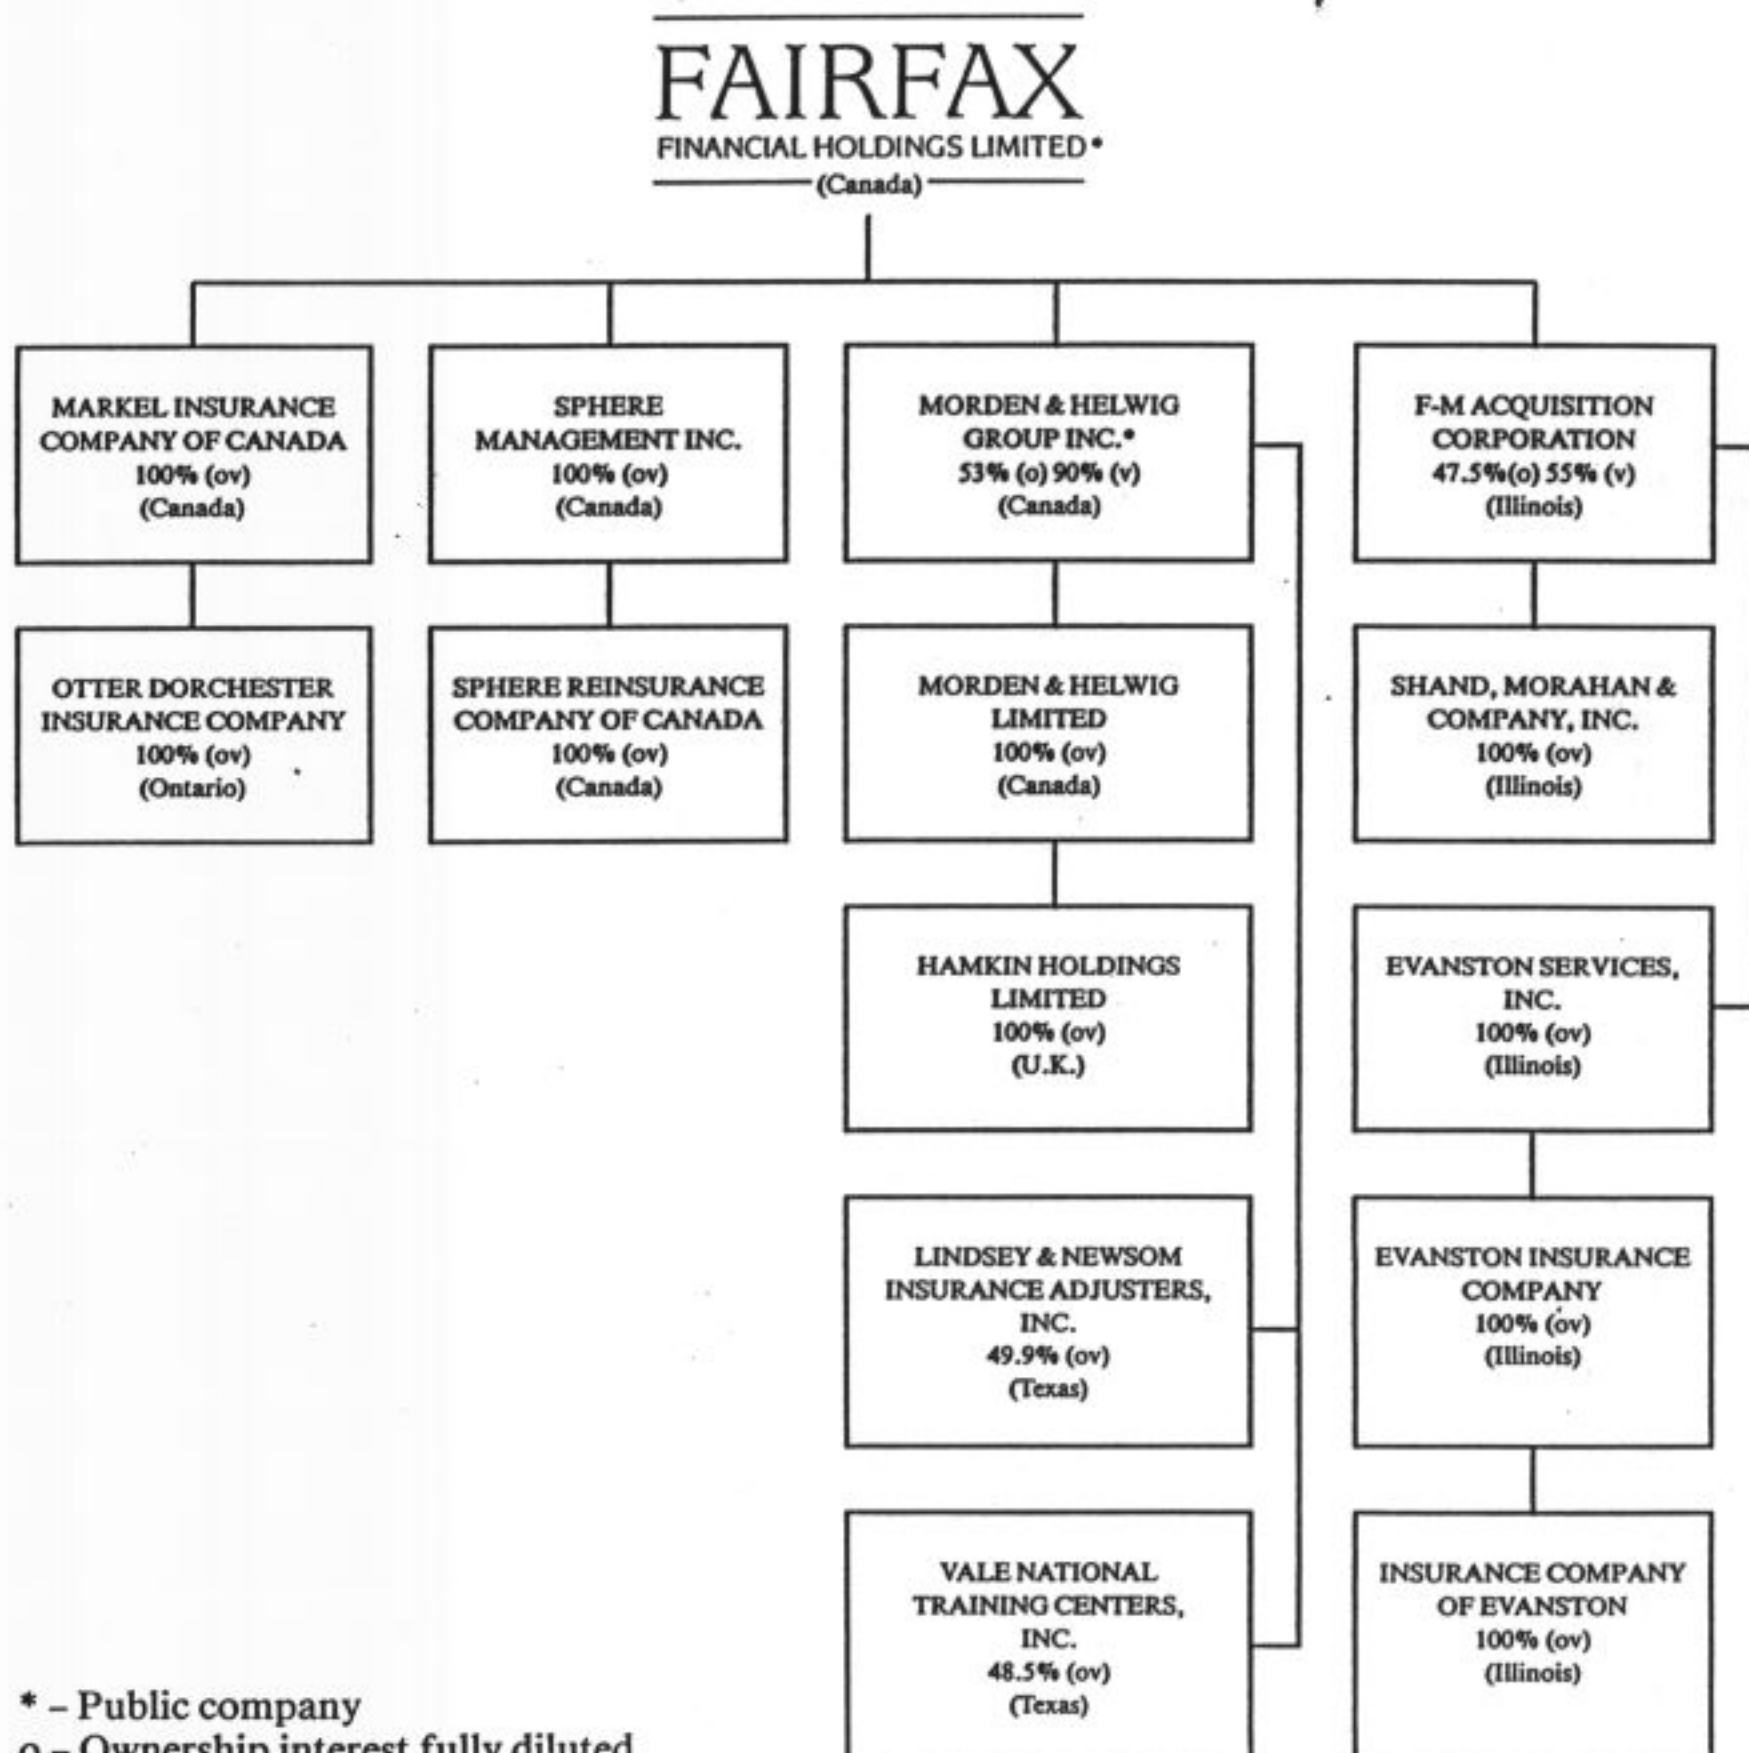 FAIRFAX
FINANCIAL HOLDINGS LIMITED*
(Canada)
MARKEL INSURANCE
COMPANY OF CANADA
100% (ov)
(Canada)
SPHERE
MANAGEMENT INC.
100% (ov)
(Canada)
MORDEN & HELWIG
GROUP INC.*
53% (o) 90% (v)
(Canada)
F-M ACQUISITION
CORPORATION
47.5%(o) 55% (v)
(Illinois)
OTTER DORCHESTER
INSURANCE COMPANY
100% (ov)
(Ontario)
SPHERE REINSURANCE
COMPANY OF CANADA
100% (ov)
(Canada)
MORDEN & HELWIG
LIMITED
100% (ov)
(Canada)
SHAND, MORAHAN &
COMPANY, INC.
100% (ov)
(Illinois)
HAMKIN HOLDINGS
LIMITED
100% (ov)
(U.K.)
EVANSTON SERVICES,
INC.
100% (ov)
(Illinois)
LINDSEY & NEWSOM
INSURANCE ADJUSTERS,
INC.
49.9% (ov)
(Texas)
EVANSTON INSURANCE
COMPANY
100% (ov)
(Illinois)
VALE NATIONAL
TRAINING CENTERS,
INC.
48.5% (ov)
(Texas)
INSURANCE COMPANY
OF EVANSTON
100% (ov)
(Illinois)
* – Public company
o – Ownership interest fully diluted